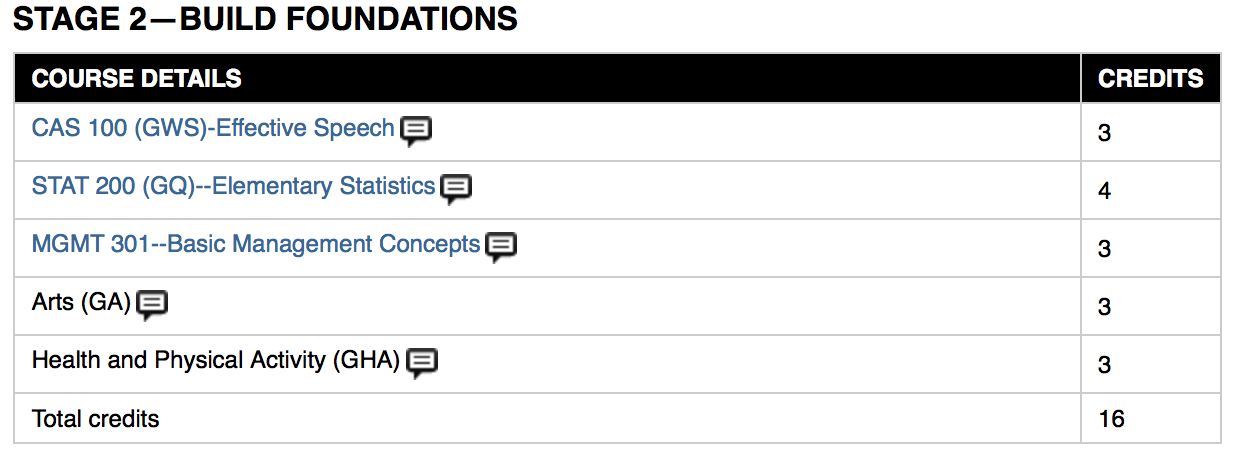 STAGE 2—BUILD FOUNDATIONS
COURSE DETAILS CREDITS
CAS 100 (GWS)-Effective Speech 3
STAT 200 (GQ)--Elementary Statistics 4
MGMT 301--Basic Management Concepts 3
Arts (GA) 3
Health and Physical Activity (GHA) 3
Total credits 16